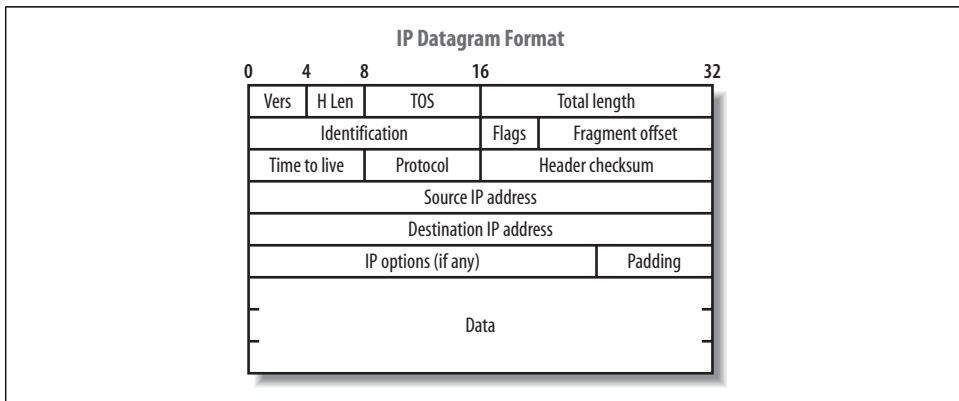 IP Datagram Format
0 4 8 16 32
Vers H Len TOS Total length
Identification Flags Fragment offset
Time to live Protocol Header checksum
Source IP address
Destination IP address
IP options (if any) Padding
Data